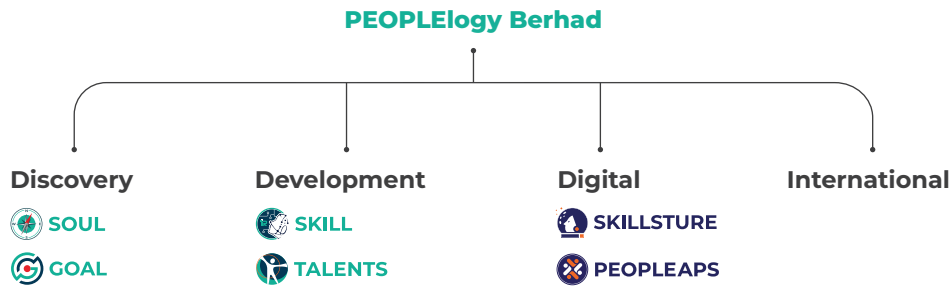 PEOPLElogy Berhad
Discovery
SOUL
GOAL
Development
SKILL
TALENTS
Digital
SKILLSTURE
PEOPLEAPS
International